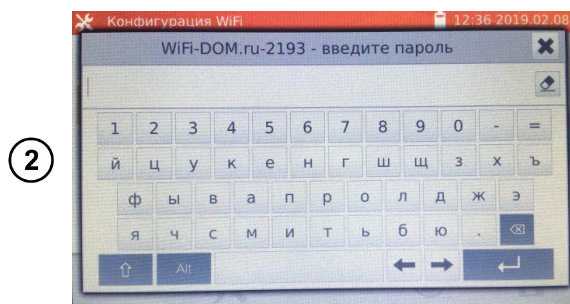 Конфигурация WiFi 12:36 2019.02.08
WiFi-DOM.ru-2193 - введите пароль
1 2 3 4 5 6 7 8 9 0 - =
й ц у к е н г ш щ з х ъ
2
ф ы в а п р о л д ж э
я ч с м и т ь б ю .
Alt